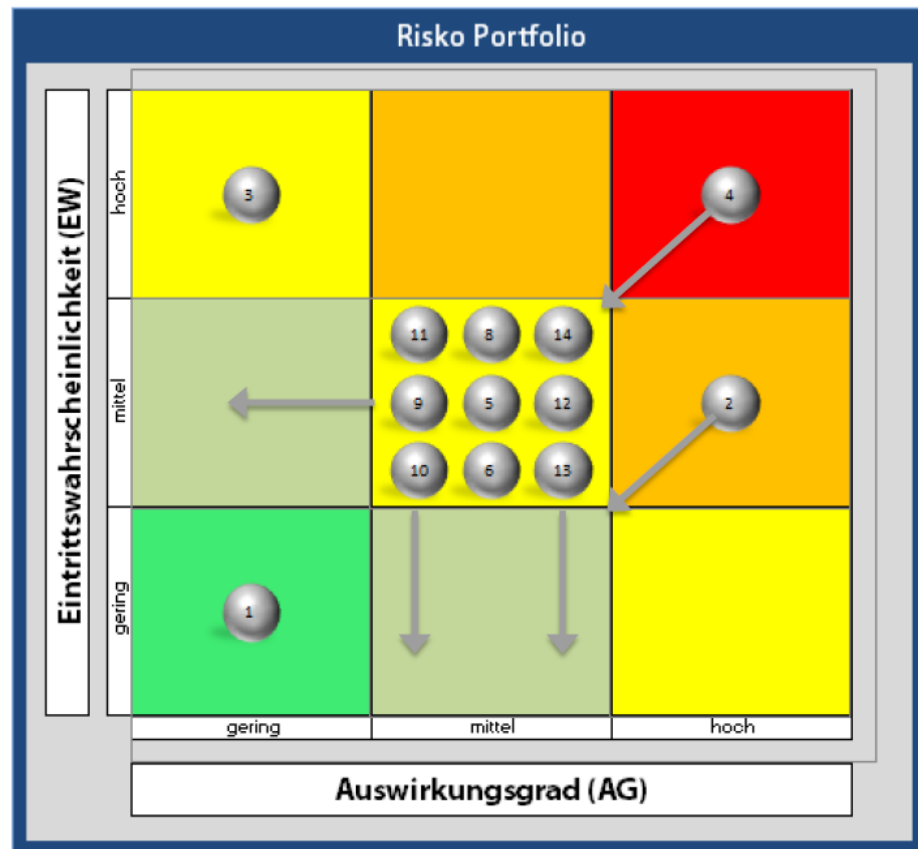 Risko Portfolio
Eintrittswahrscheinlichkeit (EW)
hoch
mittel
gering
3
4
11 8 14
9 5 12
2
10 6 13
1
gering mittel hoch
Auswirkungsgrad (AG)